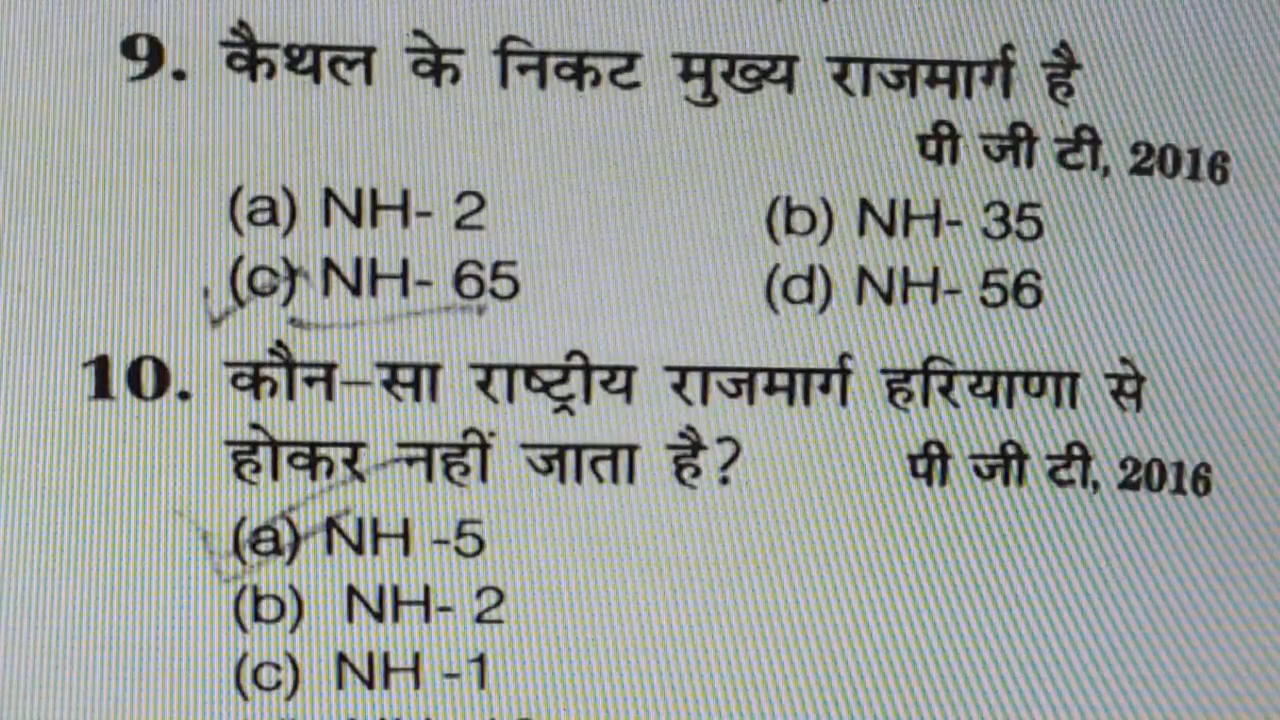 9. कैथल के निकट मुख्य राजमार्ग है
पी जी टी, 2016
(a) NH- 2 (b) NH- 35
(c) NH- 65 (d) NH- 56
10. कौन-सा राष्ट्रीय राजमार्ग हरियाणा से
होकर नहीं जाता है? पी जी टी, 2016
(a) NH -5
(b) NH- 2
(c) NH -1